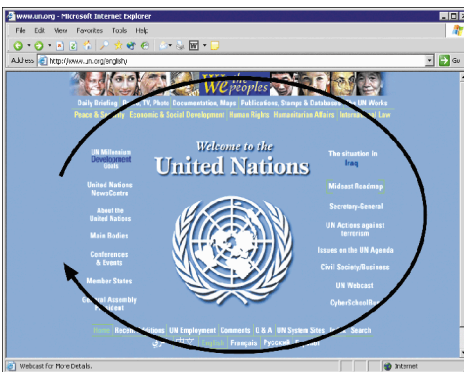 www.un.org - Microsoft Internet Explorer
File Edit View Favorites Tools Help
Address http://www.un.org/english/ Go
We the peoples
Daily Briefing TV, Photo Documentation, Maps Publications, Stamps & Databases The UN Works
Peace & Security Economic & Social Development Human Rights Humanitarian Affairs International Law
Welcome to the
United Nations
UN Millennium
Development
Goals
United Nations
NewsCentre
About the
United Nations
Main Bodies
Conferences
& Events
Member States
General Assembly
President
The situation in
Iraq
Mideast Roadmap
Secretary-General
UN Actions against
terrorism
Issues on the UN Agenda
Civil Society/Business
UN Webcast
CyberSchoolBus
Home Recent Additions UN Employment Comments Q & A UN System Sites Search
عربي 中文 English Français Русский Español
Webcast for More Details. Internet